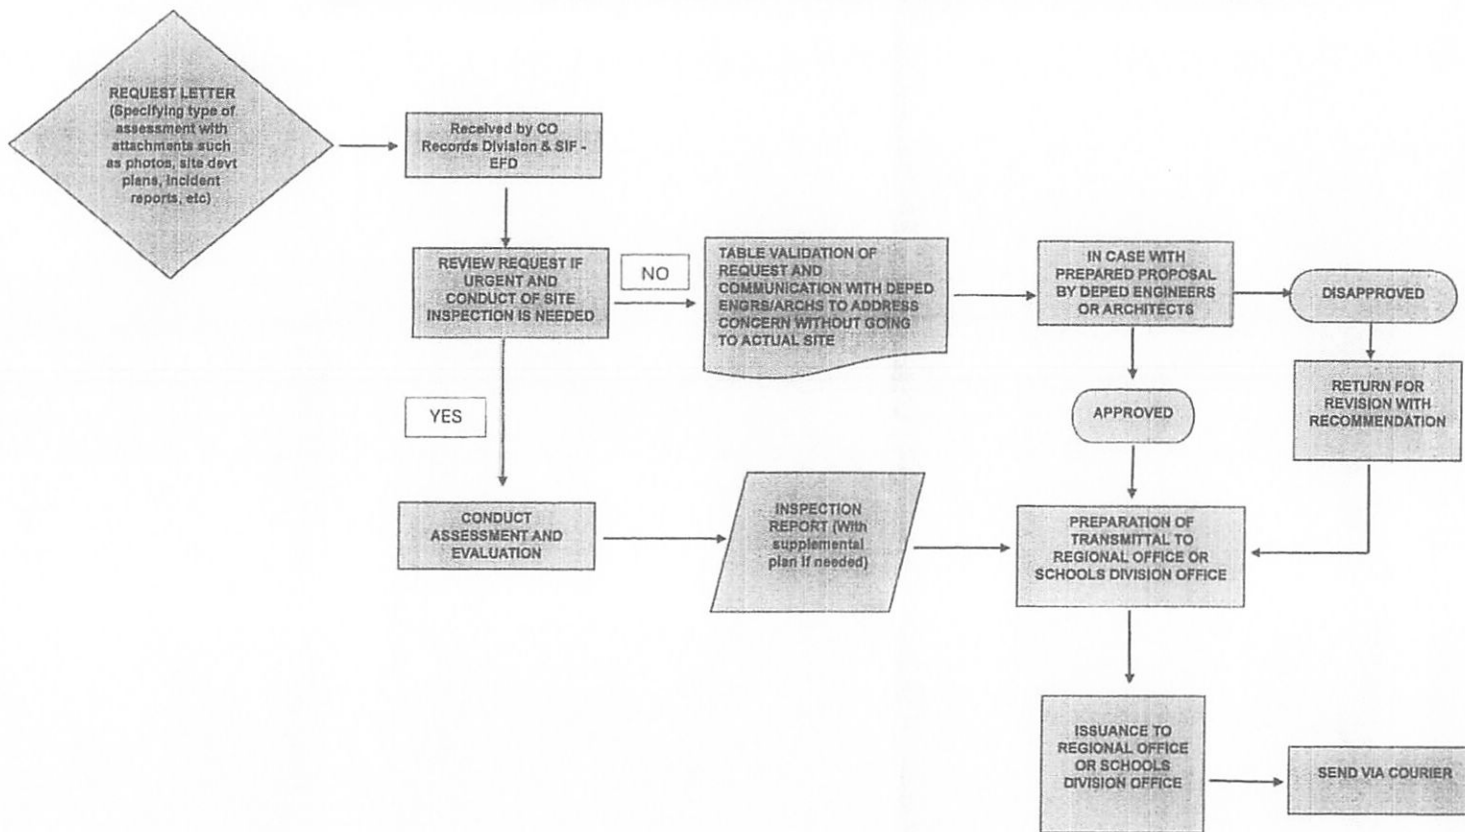 REQUEST LETTER
(Specifying type of
assessment with
attachments such
as photos, site devt
plans, incident
reports, etc)
Received by CO
Records Division & SIF -
EFD
REVIEW REQUEST IF
URGENT AND
CONDUCT OF SITE
INSPECTION IS NEEDED
NO
TABLE VALIDATION OF
REQUEST AND
COMMUNICATION WITH DEPED
ENGRS/ARCHS TO ADDRESS
CONCERN WITHOUT GOING
TO ACTUAL SITE
IN CASE WITH
PREPARED PROPOSAL
BY DEPED ENGINEERS
OR ARCHITECTS
DISAPPROVED
RETURN FOR
REVISION WITH
RECOMMENDATION
APPROVED
YES
CONDUCT
ASSESSMENT AND
EVALUATION
INSPECTION
REPORT (With
supplemental
plan if needed)
PREPARATION OF
TRANSMITTAL TO
REGIONAL OFFICE OR
SCHOOLS DIVISION OFFICE
ISSUANCE TO
REGIONAL OFFICE
OR SCHOOLS
DIVISION OFFICE
SEND VIA COURIER